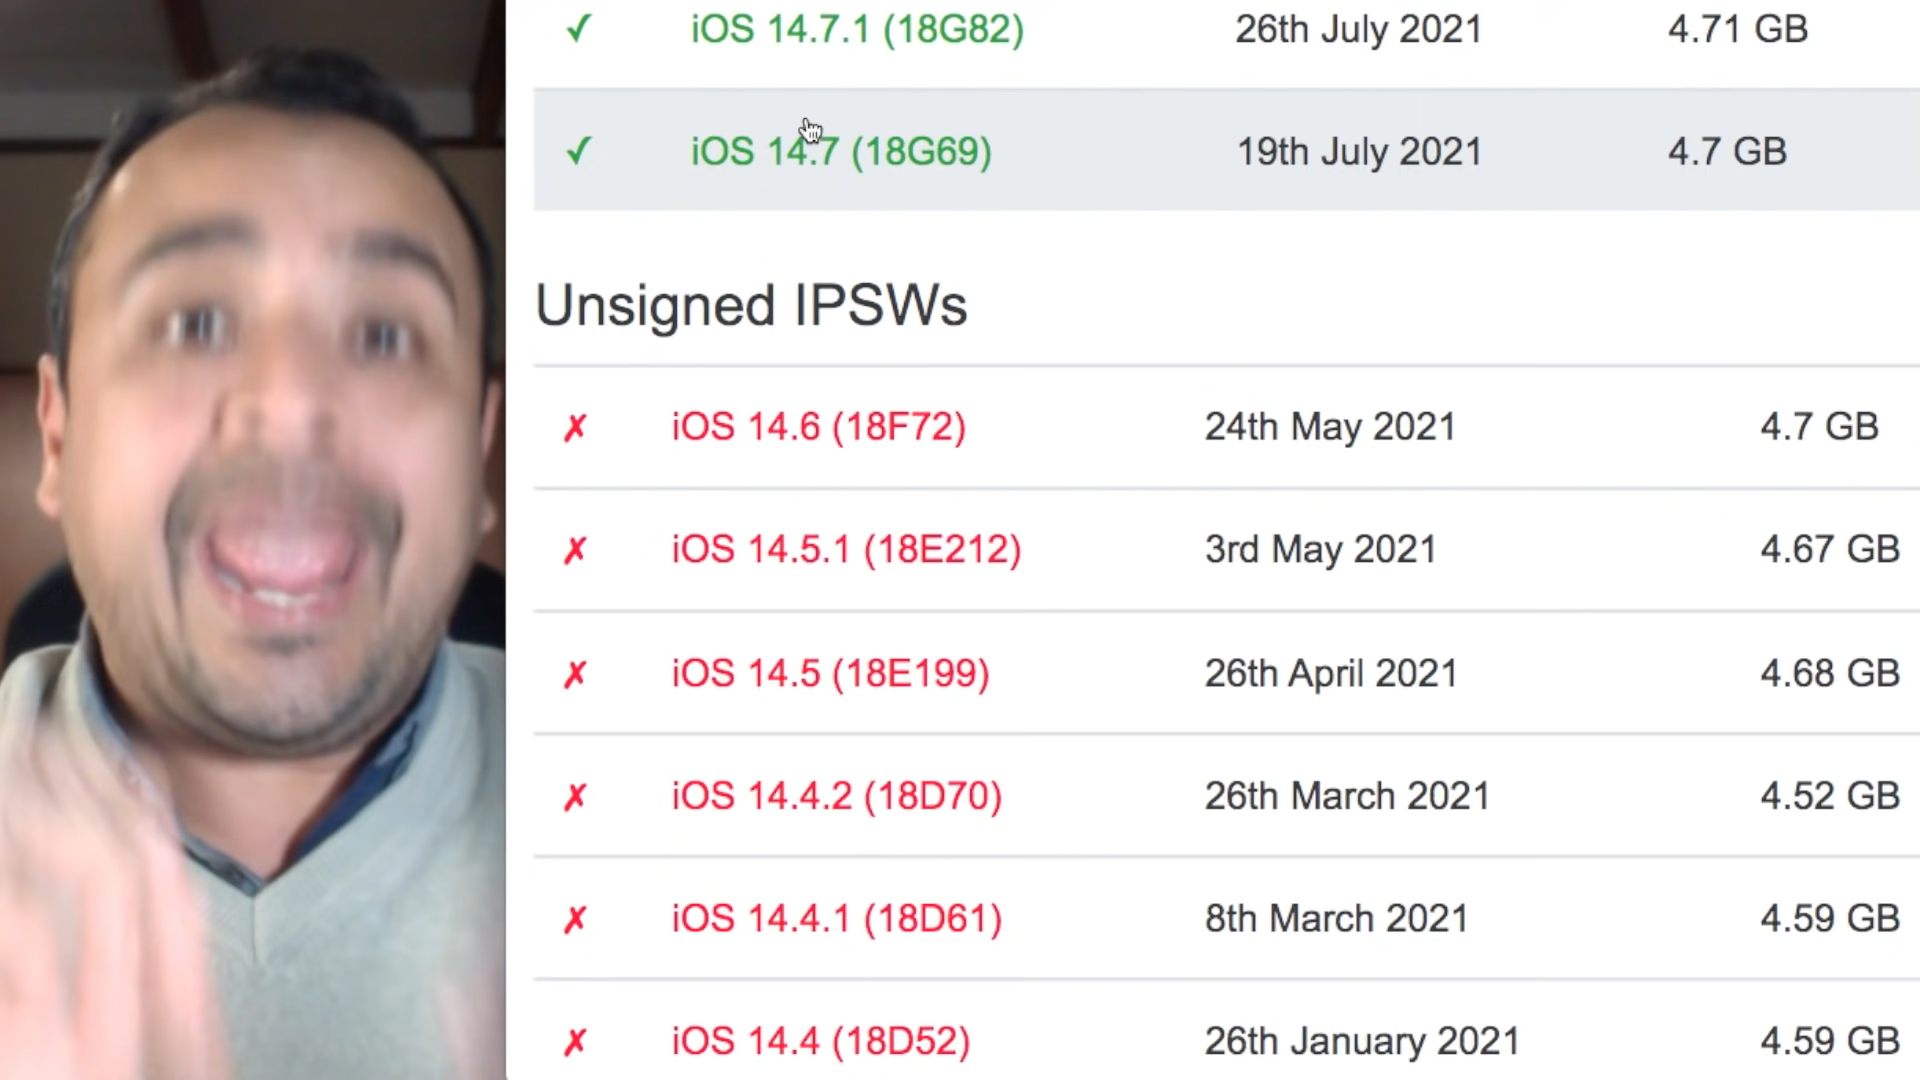 ✓ iOS 14.7.1 (18G82) 26th July 2021 4.71 GB
✓ iOS 14.7 (18G69) 19th July 2021 4.7 GB
Unsigned IPSWs
✗ iOS 14.6 (18F72) 24th May 2021 4.7 GB
✗ iOS 14.5.1 (18E212) 3rd May 2021 4.67 GB
✗ iOS 14.5 (18E199) 26th April 2021 4.68 GB
✗ iOS 14.4.2 (18D70) 26th March 2021 4.52 GB
✗ iOS 14.4.1 (18D61) 8th March 2021 4.59 GB
✗ iOS 14.4 (18D52) 26th January 2021 4.59 GB